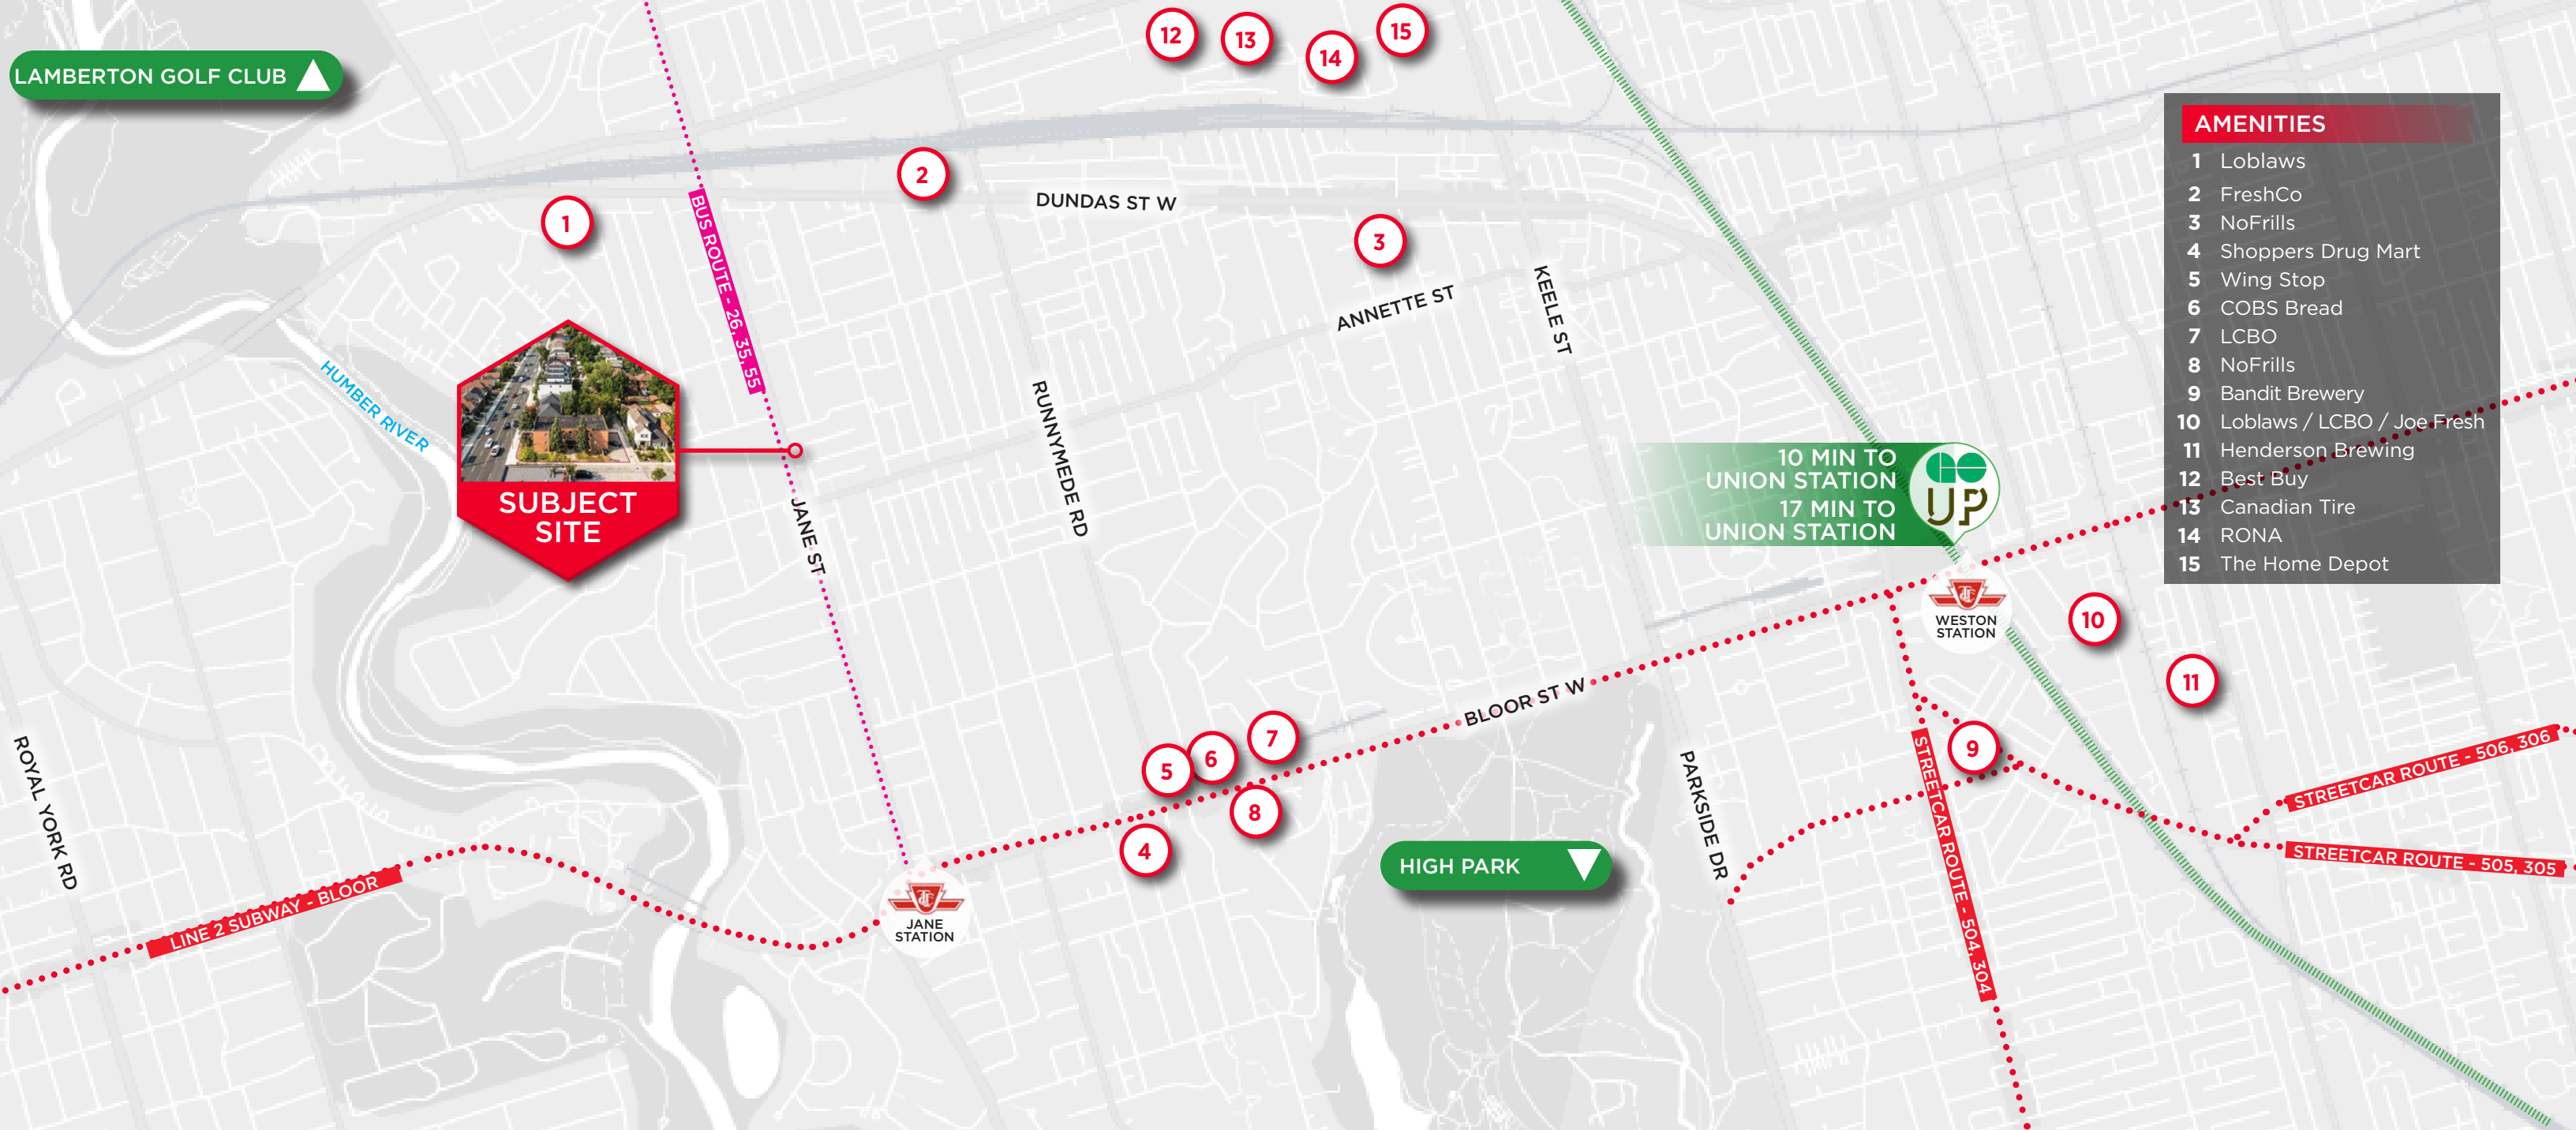 LAMBERTON GOLF CLUB
12
13
14
15
1
2
3
DUNDAS ST W
ANNETTE ST
KEELE ST
BUS ROUTE - 26, 35, 55
HUMBER RIVER
RUNNYMEDE RD
SUBJECT
SITE
JANE ST
10 MIN TO
UNION STATION
17 MIN TO
UNION STATION
GO
UP
AMENITIES
1 Loblaws
2 FreshCo
3 NoFrills
4 Shoppers Drug Mart
5 Wing Stop
6 COBS Bread
7 LCBO
8 NoFrills
9 Bandit Brewery
10 Loblaws / LCBO / Joe Fresh
11 Henderson Brewing
12 Best Buy
13 Canadian Tire
14 RONA
15 The Home Depot
TTC
WESTON
STATION
10
11
BLOOR ST W
ROYAL YORK RD
PARKSIDE DR
5
6
7
8
4
9
STREETCAR ROUTE - 506, 306
STREETCAR ROUTE - 505, 305
STREETCAR ROUTE - 504, 304
HIGH PARK
LINE 2 SUBWAY - BLOOR
TTC
JANE
STATION